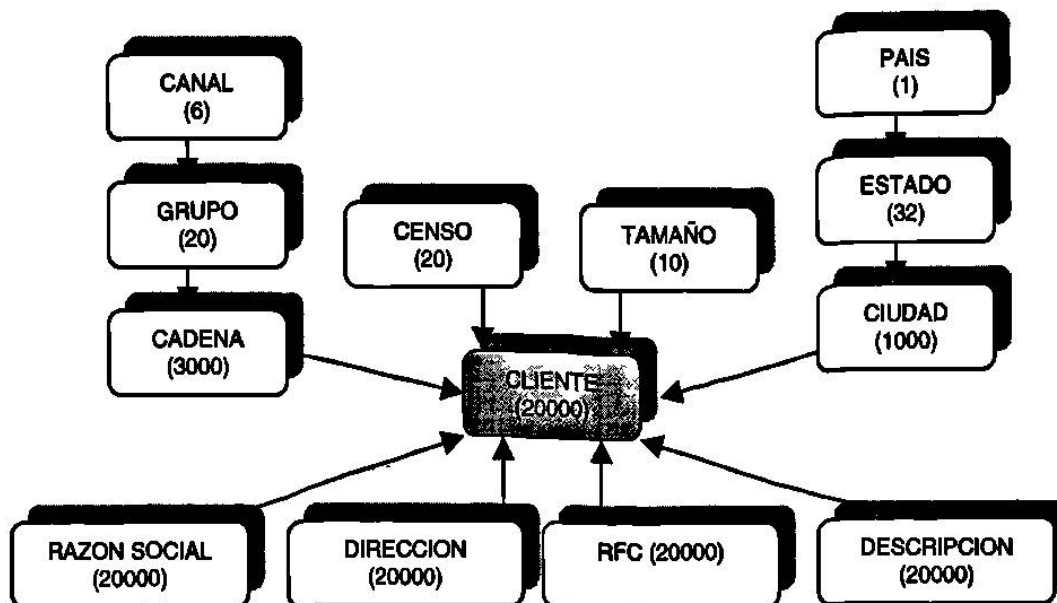 CANAL
(6)
PAIS
(1)
GRUPO
(20)
CENSO
(20)
TAMAÑO
(10)
ESTADO
(32)
CADENA
(3000)
CIUDAD
(1000)
CLIENTE
(20000)
RAZON SOCIAL
(20000)
DIRECCION
(20000)
RFC (20000)
DESCRIPCION
(20000)